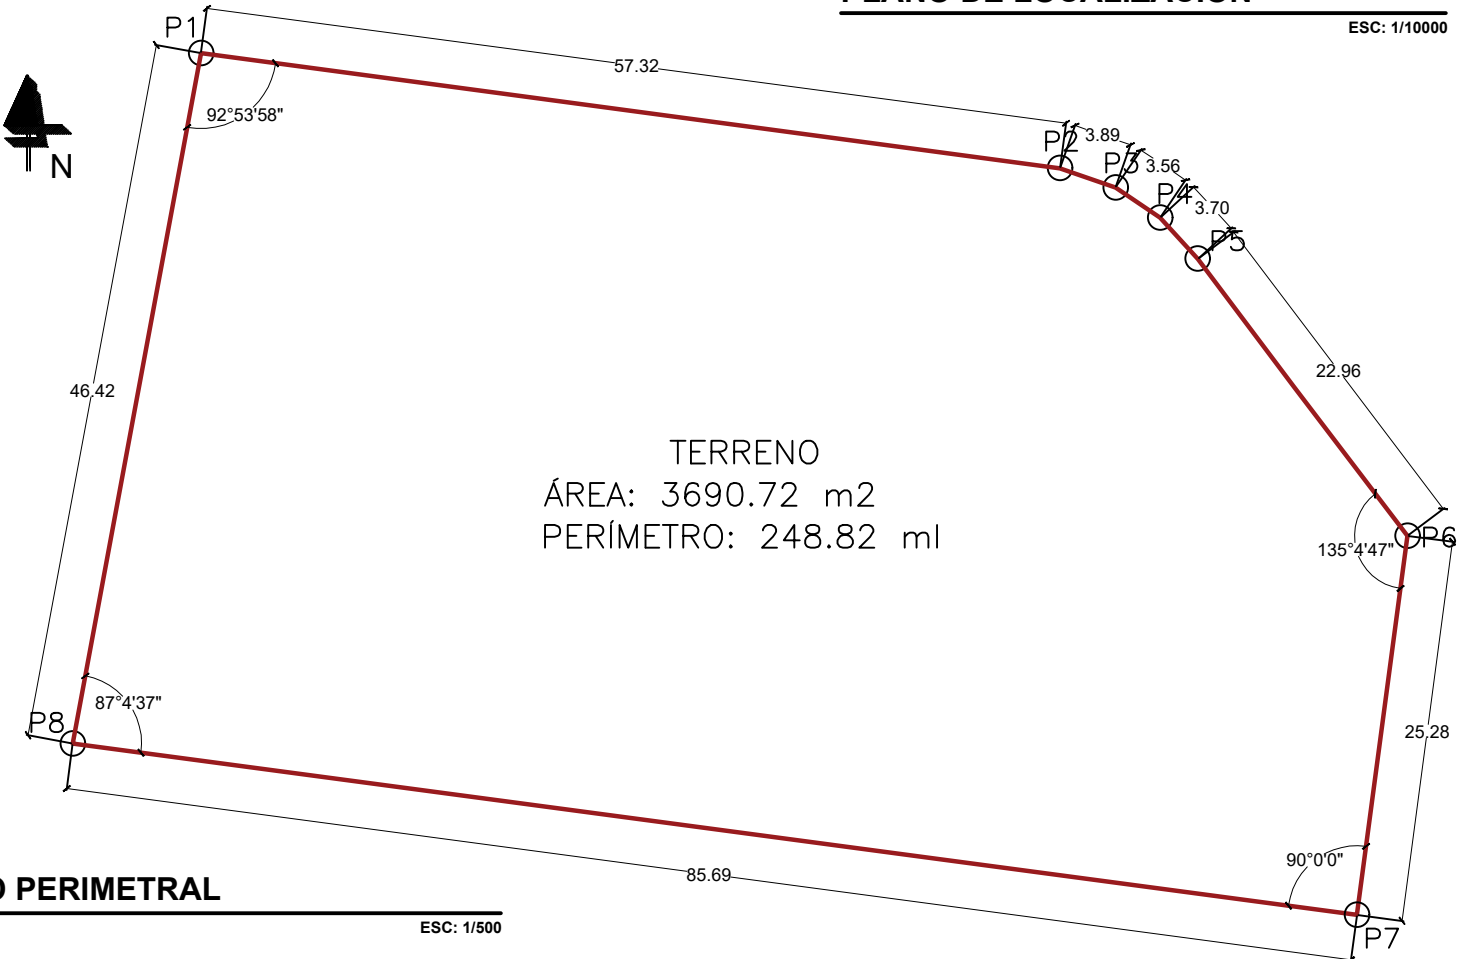 ESC: 1/10000
P1
57.32
92°53'58"
N
P2
3.89
P3
3.56
P4
3.70
P5
46.42
22.96
TERRENO
ÁREA: 3690.72 m2
PERÍMETRO: 248.82 ml
135°4'47"
P6
87°4'37"
P8
25.28
90°0'0"
85.69
P7
PERIMETRAL
ESC: 1/500